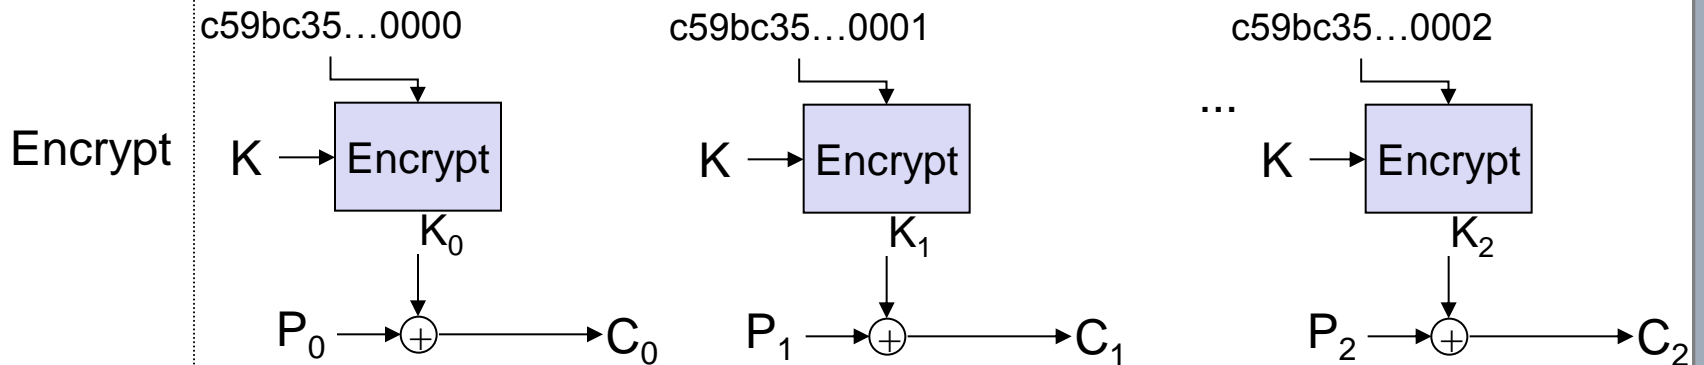 c59bc35…0000
c59bc35…0001
c59bc35…0002
Encrypt
K
Encrypt
K
Encrypt
...
K
Encrypt
K₀
K₁
K₂
P₀
+
C₀
P₁
+
C₁
P₂
+
C₂